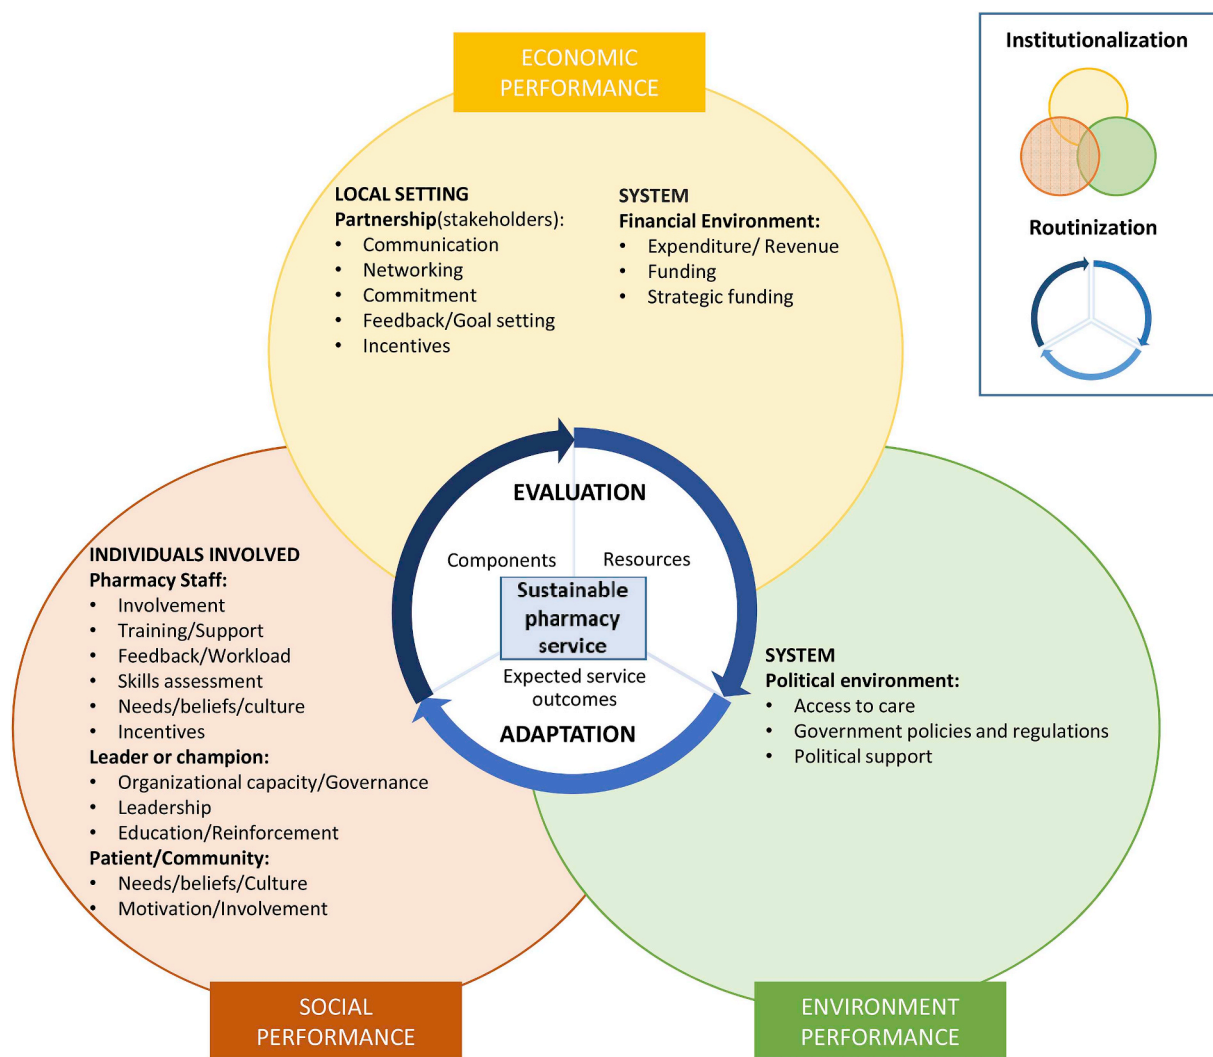 ECONOMIC
PERFORMANCE
LOCAL SETTING
Partnership(stakeholders):
• Communication
• Networking
• Commitment
• Feedback/Goal setting
• Incentives
SYSTEM
Financial Environment:
• Expenditure/ Revenue
• Funding
• Strategic funding
Institutionalization
Routinization
EVALUATION
Components
Resources
Sustainable
pharmacy
service
Expected service
outcomes
ADAPTATION
INDIVIDUALS INVOLVED
Pharmacy Staff:
• Involvement
• Training/Support
• Feedback/Workload
• Skills assessment
• Needs/beliefs/culture
• Incentives
Leader or champion:
• Organizational capacity/Governance
• Leadership
• Education/Reinforcement
Patient/Community:
• Needs/beliefs/Culture
• Motivation/Involvement
SYSTEM
Political environment:
• Access to care
• Government policies and regulations
• Political support
SOCIAL
PERFORMANCE
ENVIRONMENT
PERFORMANCE